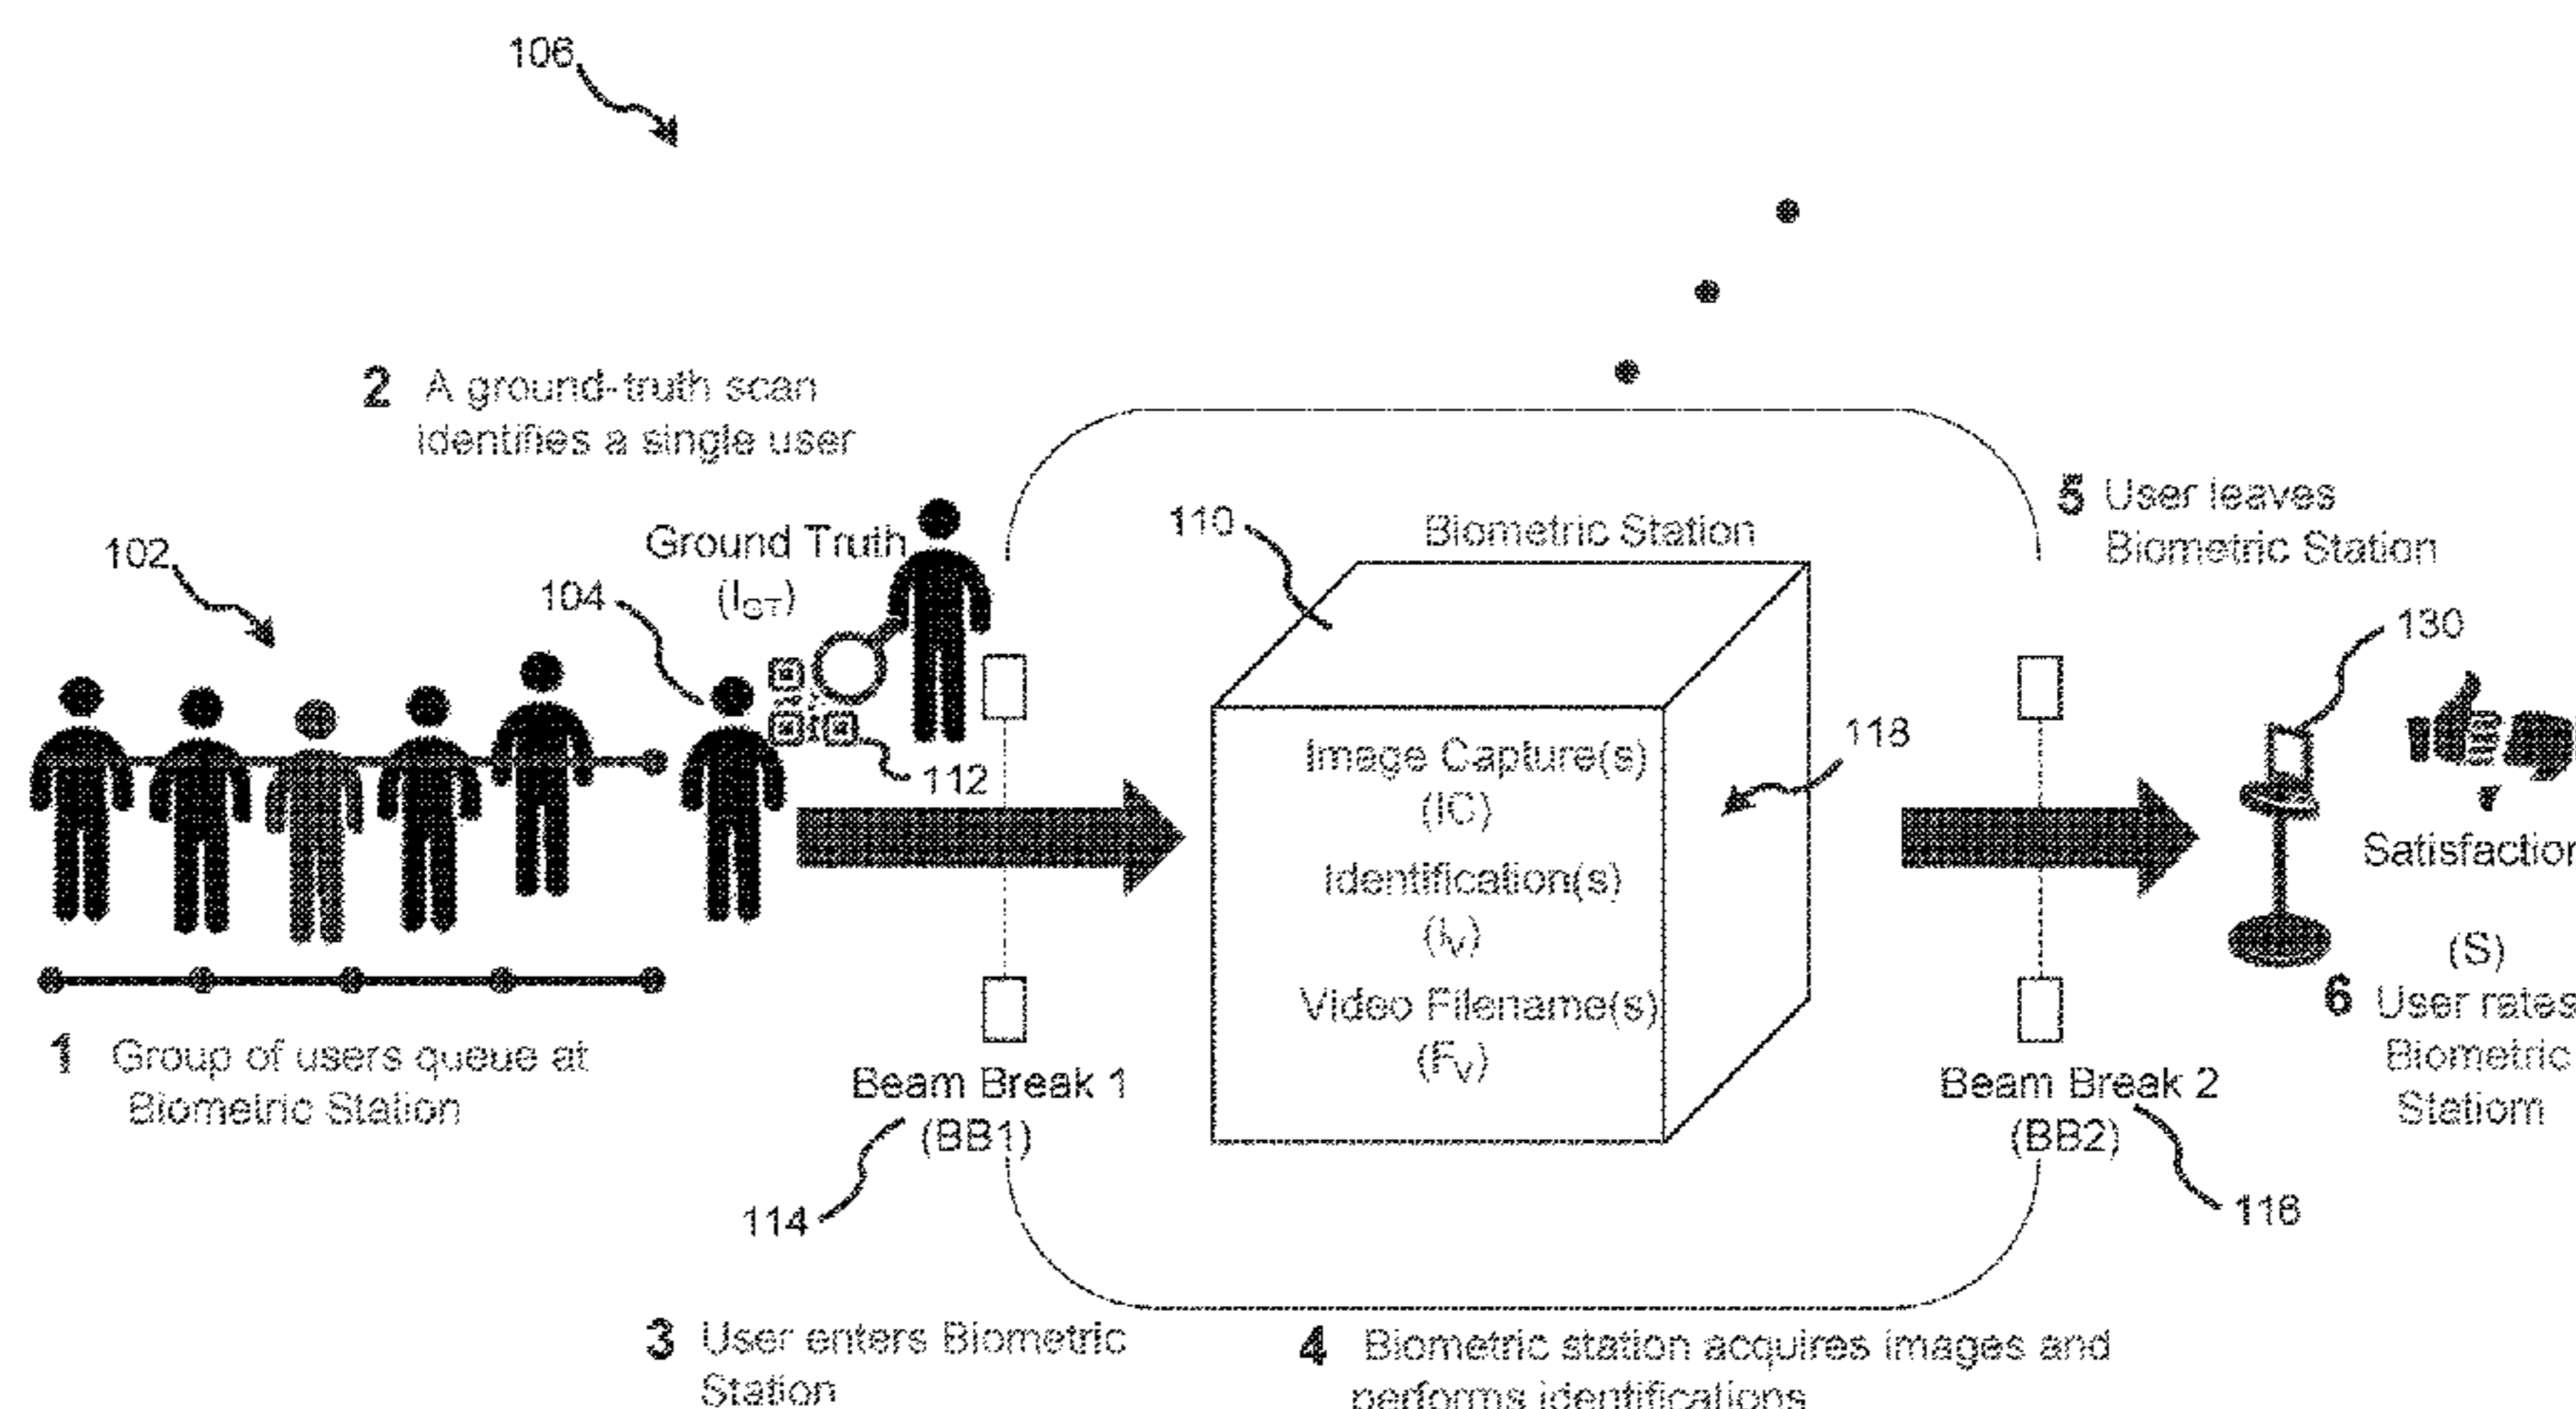 106
2 A ground-truth scan
identifies a single user
102
104
Ground Truth
(I_GT)
112
110
Biometric Station
Image Capture(s)
(IC)
Identification(s)
(I_V)
Video Filename(s)
(F_V)
118
5 User leaves
Biometric Station
130
Satisfaction
(S)
6 User rates
Biometric
Statiom
1 Group of users queue at
Biometric Station
Beam Break 1
(BB1)
114
Beam Break 2
(BB2)
116
3 User enters Biometric
Station
4 Biometric station acquires images and
performs identifications